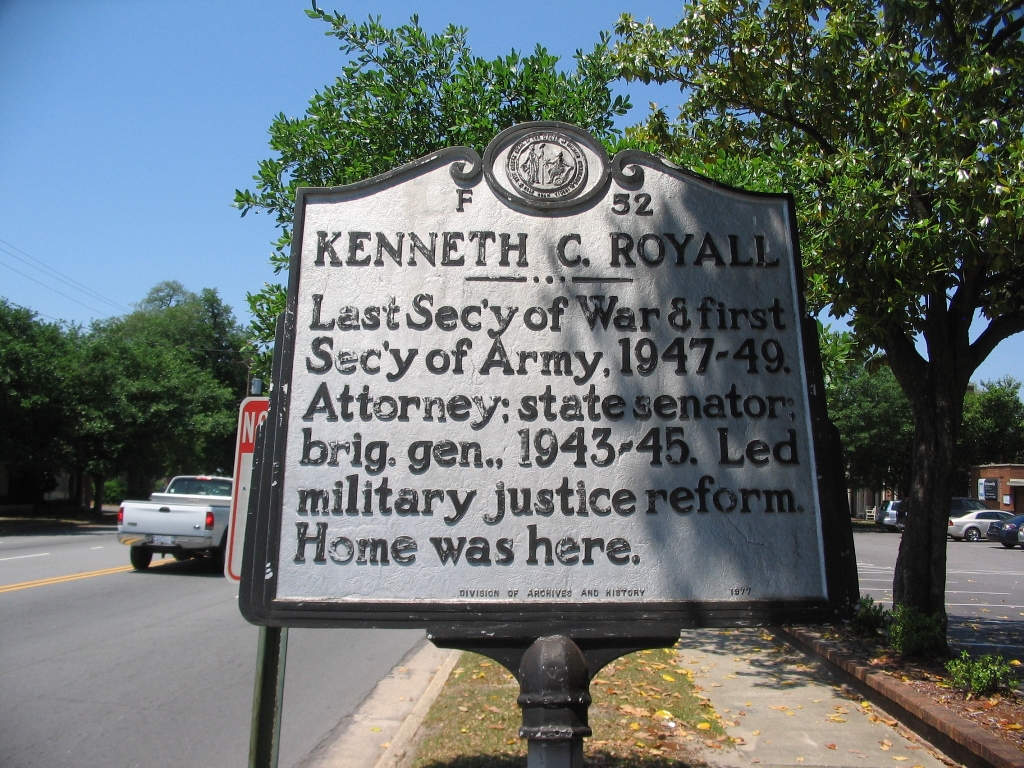 F 52
KENNETH C. ROYALL
Last Sec'y of War & first
Sec'y of Army, 1947-49.
Attorney; state senator;
brig. gen., 1943-45. Led
military justice reform.
Home was here.
DIVISION OF ARCHIVES AND HISTORY 1977
NO